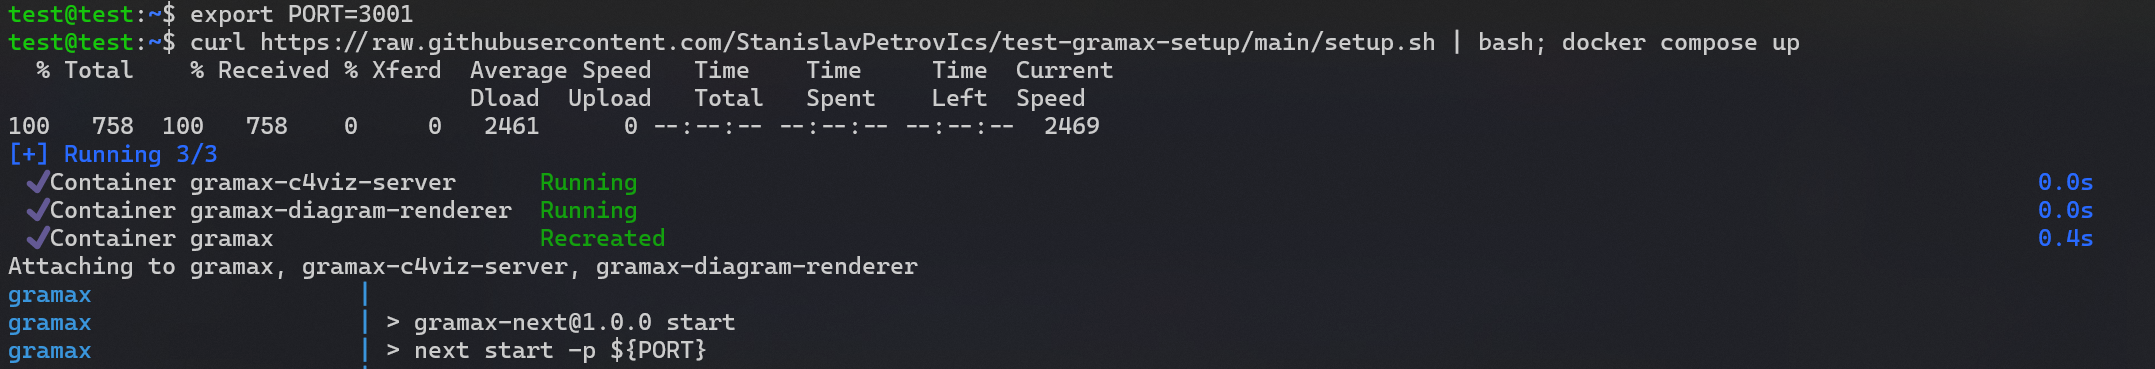 test@test:~$ export PORT=3001
test@test:~$ curl https://raw.githubusercontent.com/StanislavPetrovIcs/test-gramax-setup/main/setup.sh | bash; docker compose up
  % Total    % Received % Xferd  Average Speed   Time    Time     Time  Current
                                 Dload  Upload   Total   Spent    Left  Speed
100   758  100   758    0     0   2461      0 --:--:-- --:--:-- --:--:--  2469
[+] Running 3/3
 ✔Container gramax-c4viz-server      Running 0.0s
 ✔Container gramax-diagram-renderer  Running 0.0s
 ✔Container gramax                   Recreated 0.4s
Attaching to gramax, gramax-c4viz-server, gramax-diagram-renderer
gramax                   |
gramax                   | > gramax-next@1.0.0 start
gramax                   | > next start -p ${PORT}